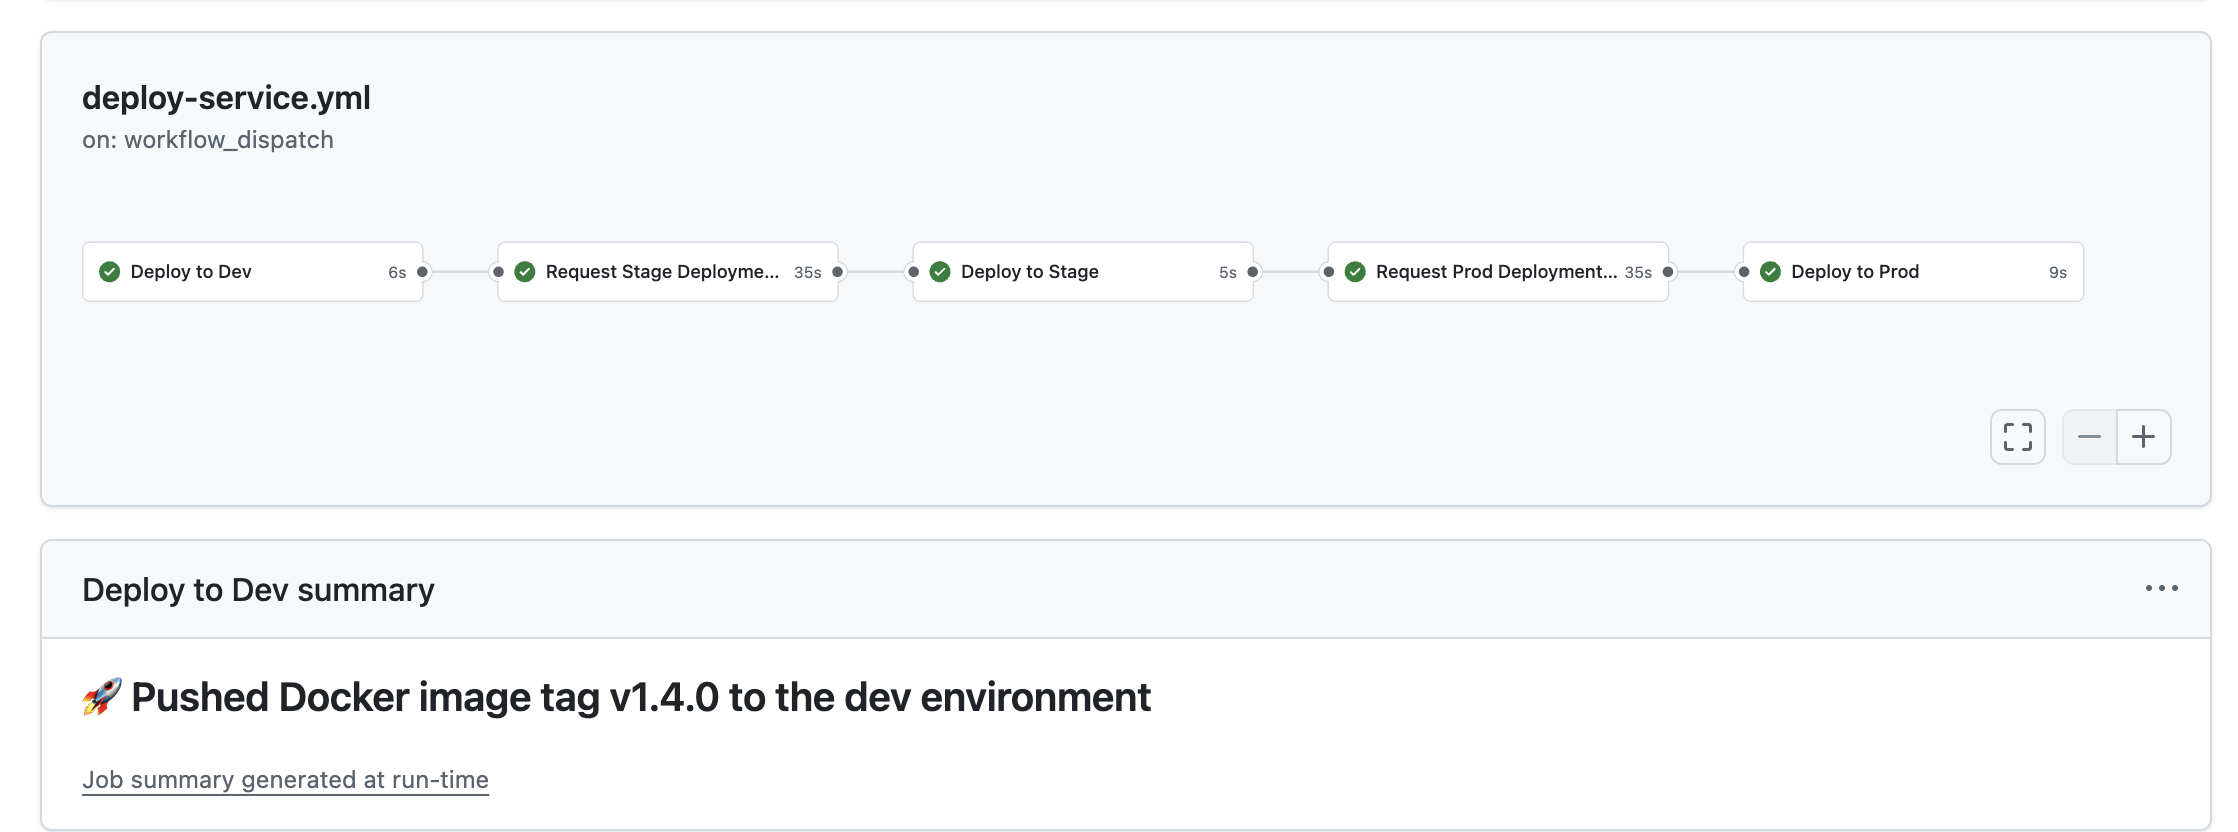 deploy-service.yml
on: workflow_dispatch
Deploy to Dev 6s
Request Stage Deployme... 35s
Deploy to Stage 5s
Request Prod Deployment... 35s
Deploy to Prod 9s
Deploy to Dev summary
🚀 Pushed Docker image tag v1.4.0 to the dev environment
Job summary generated at run-time